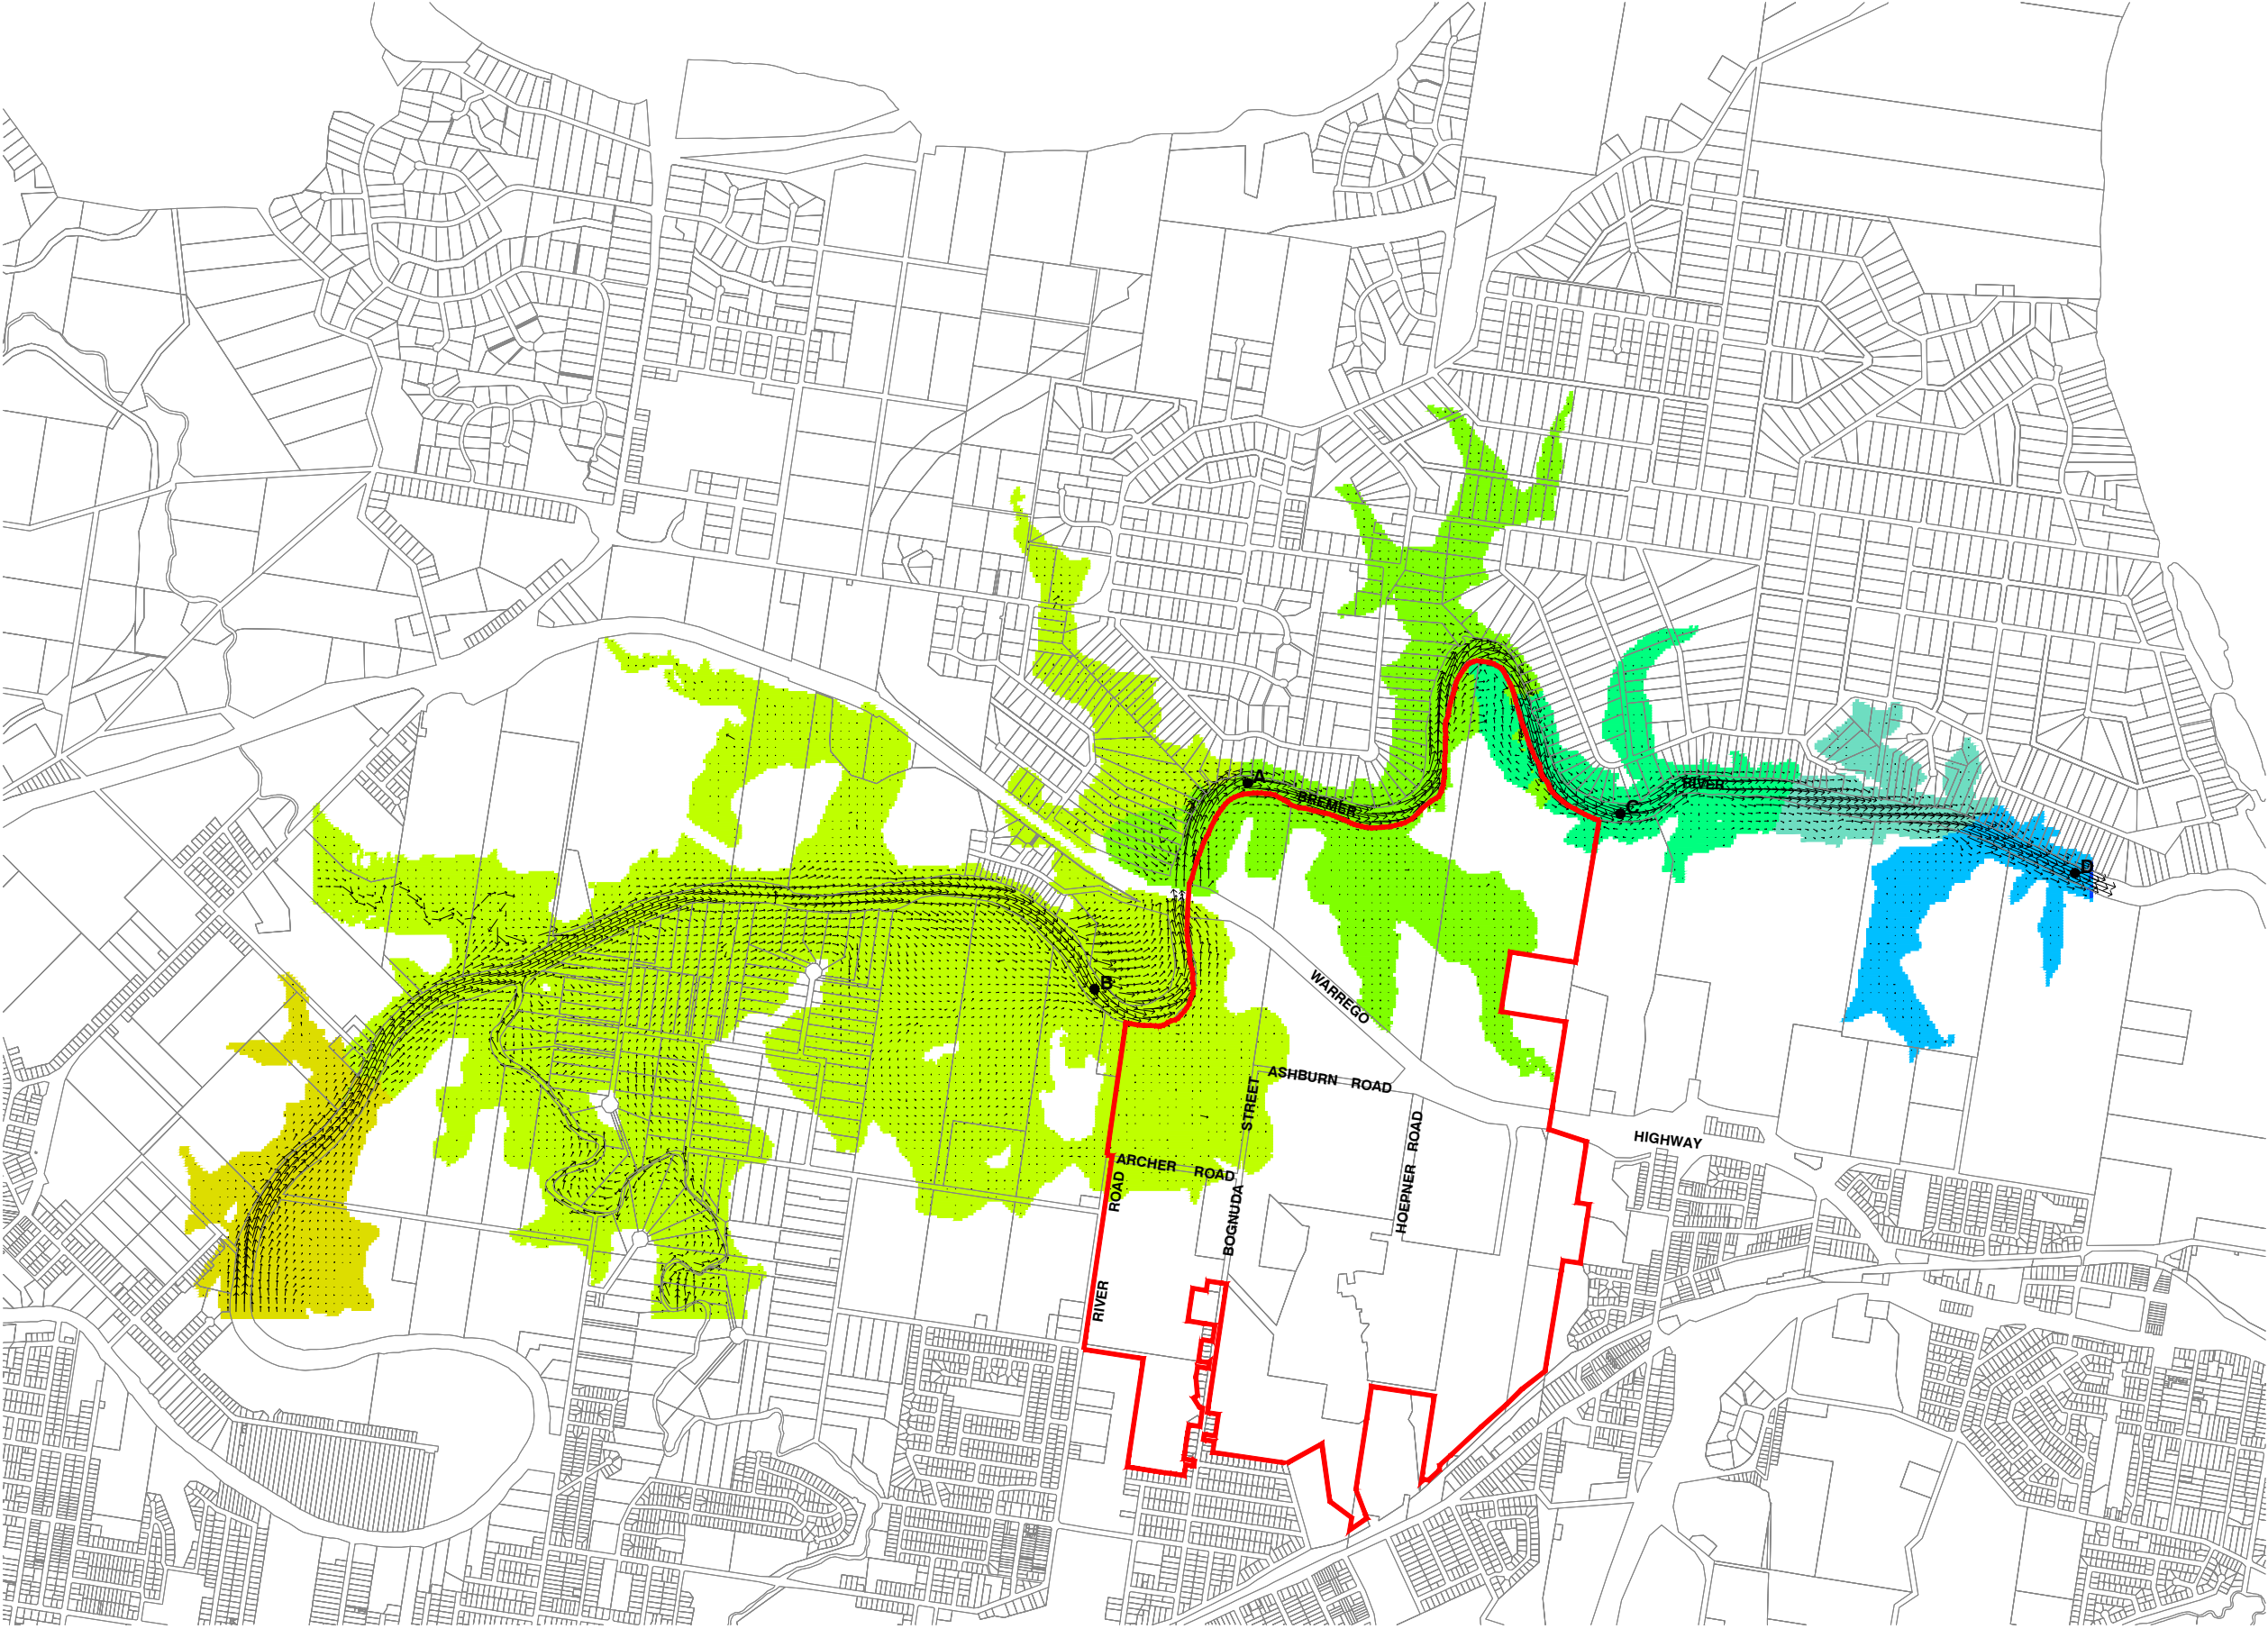 A
BREMER
RIVER
C
D
B
WARREGO
ASHBURN ROAD
STREET
HIGHWAY
ARCHER ROAD
ROAD
HOEPNER ROAD
BOGNUDA
RIVER